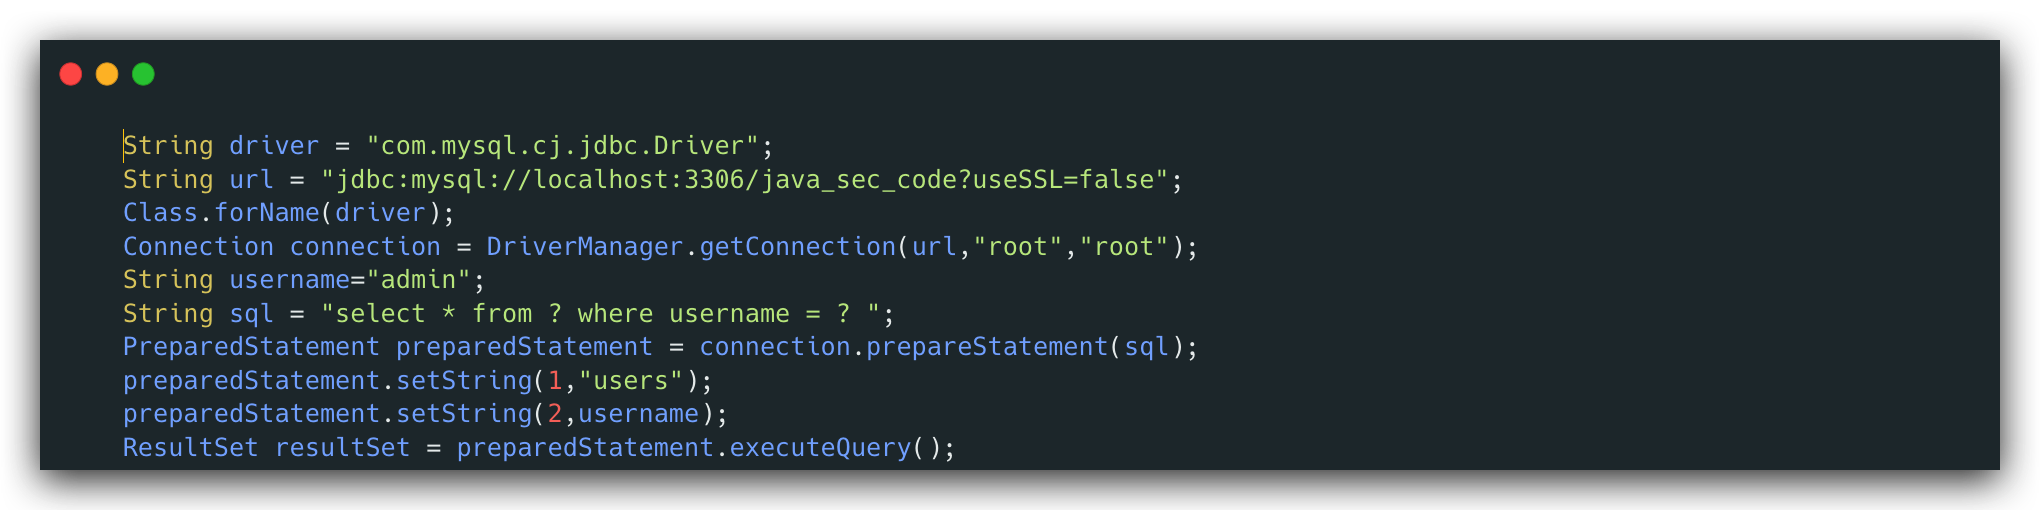 String driver = "com.mysql.cj.jdbc.Driver";
String url = "jdbc:mysql://localhost:3306/java_sec_code?useSSL=false";
Class.forName(driver);
Connection connection = DriverManager.getConnection(url,"root","root");
String username="admin";
String sql = "select * from ? where username = ? ";
PreparedStatement preparedStatement = connection.prepareStatement(sql);
preparedStatement.setString(1,"users");
preparedStatement.setString(2,username);
ResultSet resultSet = preparedStatement.executeQuery();